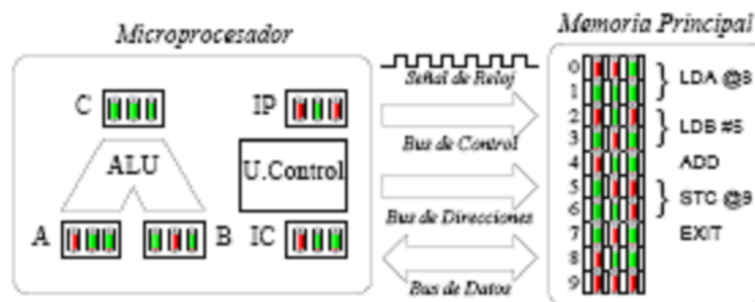 Microprocesador
Memoria Principal
C
IP
ALU
U.Control
A
B
IC
Señal de Reloj
Bus de Control
Bus de Direcciones
Bus de Datos
0
1
2
3
4
5
6
7
8
9
LDA @8
LDB #5
ADD
STC @9
EXIT